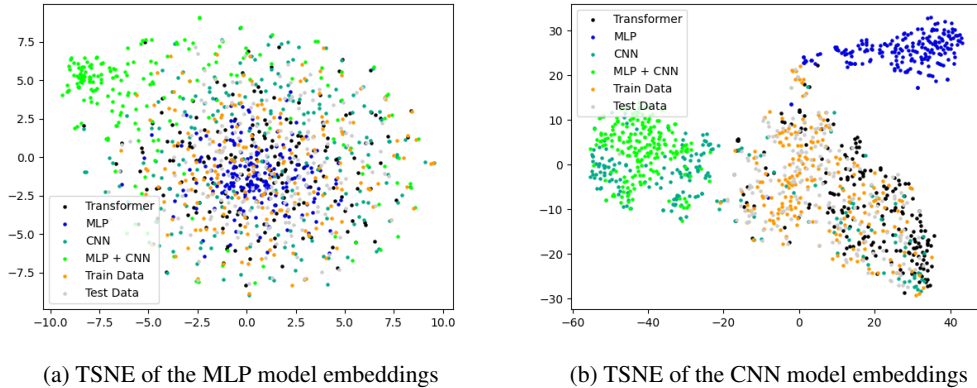 7.5
5.0
2.5
0.0
−2.5
−5.0
−7.5
Transformer
MLP
CNN
MLP + CNN
Train Data
Test Data
−10.0 −7.5 −5.0 −2.5 0.0 2.5 5.0 7.5 10.0
(a) TSNE of the MLP model embeddings
30
20
10
0
−10
−20
−30
Transformer
MLP
CNN
MLP + CNN
Train Data
Test Data
−60 −40 −20 0 20 40
(b) TSNE of the CNN model embeddings